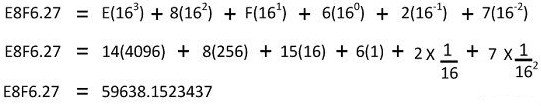 E8F6.27 = E(16³) + 8(16²) + F(16¹) + 6(16⁰) + 2(16⁻¹) + 7(16⁻²)
E8F6.27 = 14(4096) + 8(256) + 15(16) + 6(1) + 2 X 1/16 + 7 X 1/16²
E8F6.27 = 59638.1523437